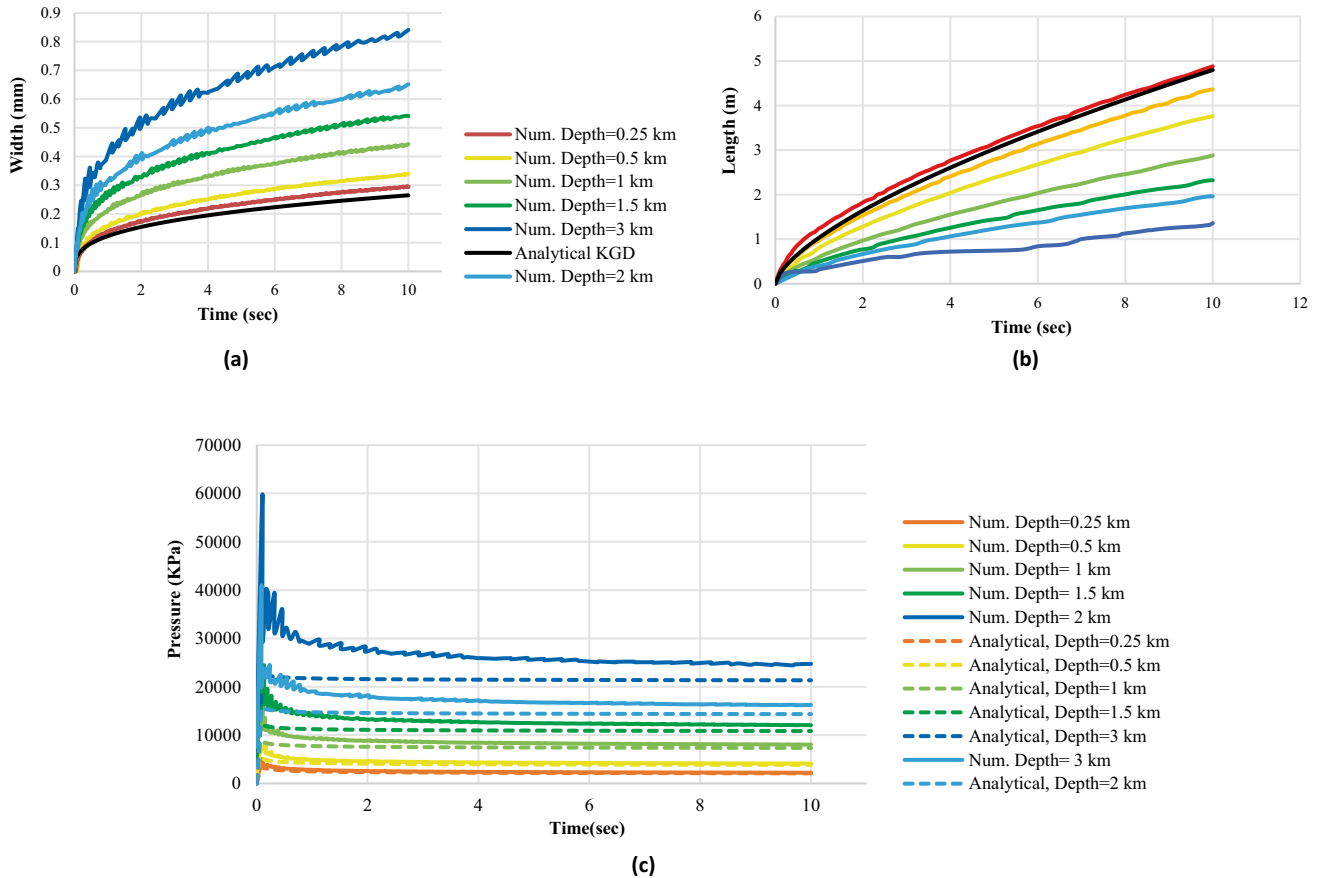 0.9
0.8
0.7
0.6
0.5
0.4
0.3
0.2
0.1
0
Width (mm)
0 2 4 6 8 10
Time (sec)
Num. Depth=0.25 km
Num. Depth=0.5 km
Num. Depth=1 km
Num. Depth=1.5 km
Num. Depth=3 km
Analytical KGD
Num. Depth=2 km
(a)
6
5
4
3
2
1
0
Length (m)
0 2 4 6 8 10 12
Time (sec)
(b)
70000
60000
50000
40000
30000
20000
10000
0
Pressure (KPa)
0 2 4 6 8 10
Time(sec)
Num. Depth=0.25 km
Num. Depth=0.5 km
Num. Depth= 1 km
Num. Depth= 1.5 km
Num. Depth= 2 km
Analytical, Depth=0.25 km
Analytical, Depth=0.5 km
Analytical, Depth=1 km
Analytical, Depth=1.5 km
Analytical, Depth=3 km
Num. Depth= 3 km
Analytical, Depth=2 km
(c)